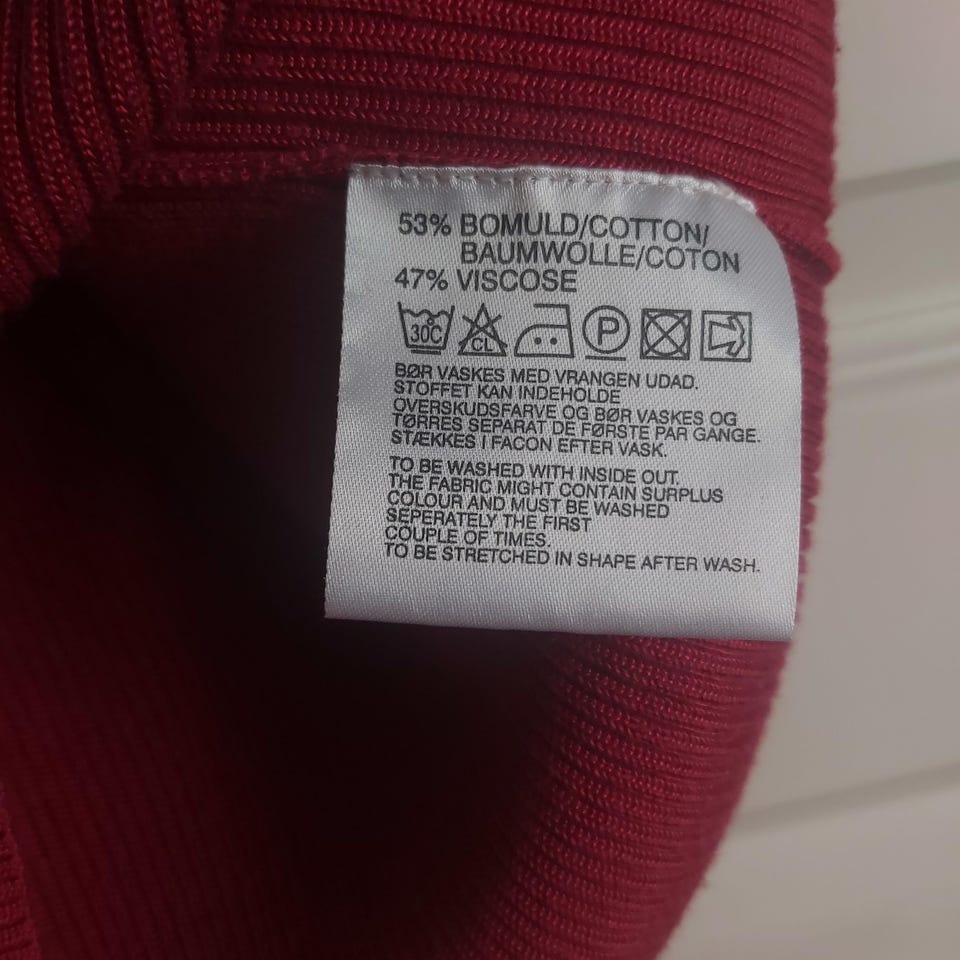 53% BOMULD/COTTON/
BAUMWOLLE/COTON
47% VISCOSE
30C CL P
BØR VASKES MED VRANGEN UDAD.
STOFFET KAN INDEHOLDE
OVERSKUDSFARVE OG BØR VASKES OG
TØRRES SEPARAT DE FØRSTE PAR GANGE.
STÆKKES I FACON EFTER VASK.
TO BE WASHED WITH INSIDE OUT.
THE FABRIC MIGHT CONTAIN SURPLUS
COLOUR AND MUST BE WASHED
SEPERATELY THE FIRST
COUPLE OF TIMES.
TO BE STRETCHED IN SHAPE AFTER WASH.